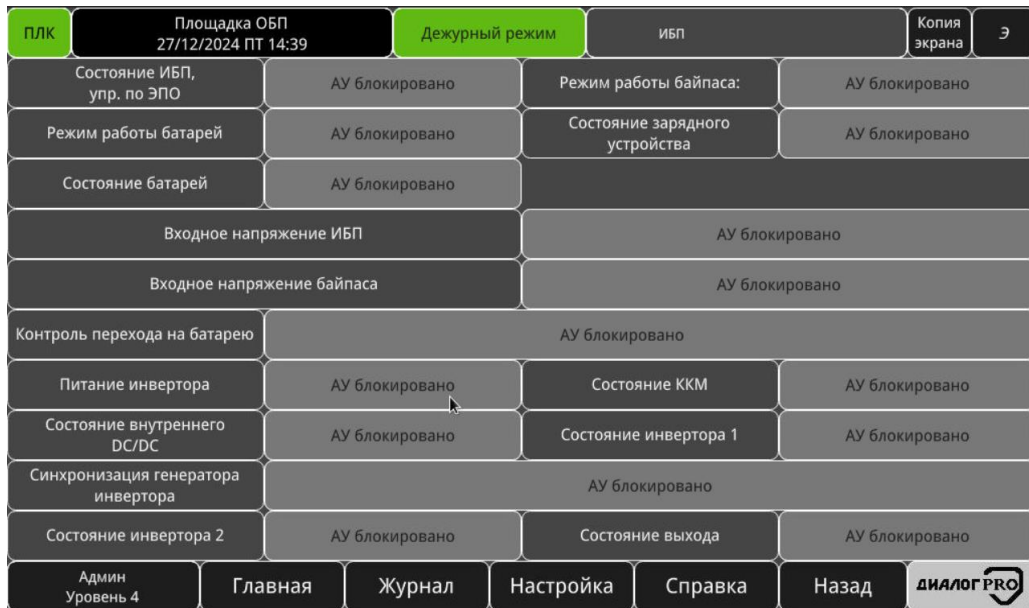 ПЛК
Площадка ОБП
27/12/2024 ПТ 14:39
Дежурный режим
ИБП
Копия
экрана
Э
Состояние ИБП,
упр. по ЭПО
АУ блокировано
Режим работы байпаса:
АУ блокировано
Режим работы батарей
АУ блокировано
Состояние зарядного
устройства
АУ блокировано
Состояние батарей
АУ блокировано
Входное напряжение ИБП
АУ блокировано
Входное напряжение байпаса
АУ блокировано
Контроль перехода на батарею
АУ блокировано
Питание инвертора
АУ блокировано
Состояние ККМ
АУ блокировано
Состояние внутреннего
DC/DC
АУ блокировано
Состояние инвертора 1
АУ блокировано
Синхронизация генератора
инвертора
АУ блокировано
Состояние инвертора 2
АУ блокировано
Состояние выхода
АУ блокировано
Админ
Уровень 4
Главная
Журнал
Настройка
Справка
Назад
ДИАЛОГ PRO